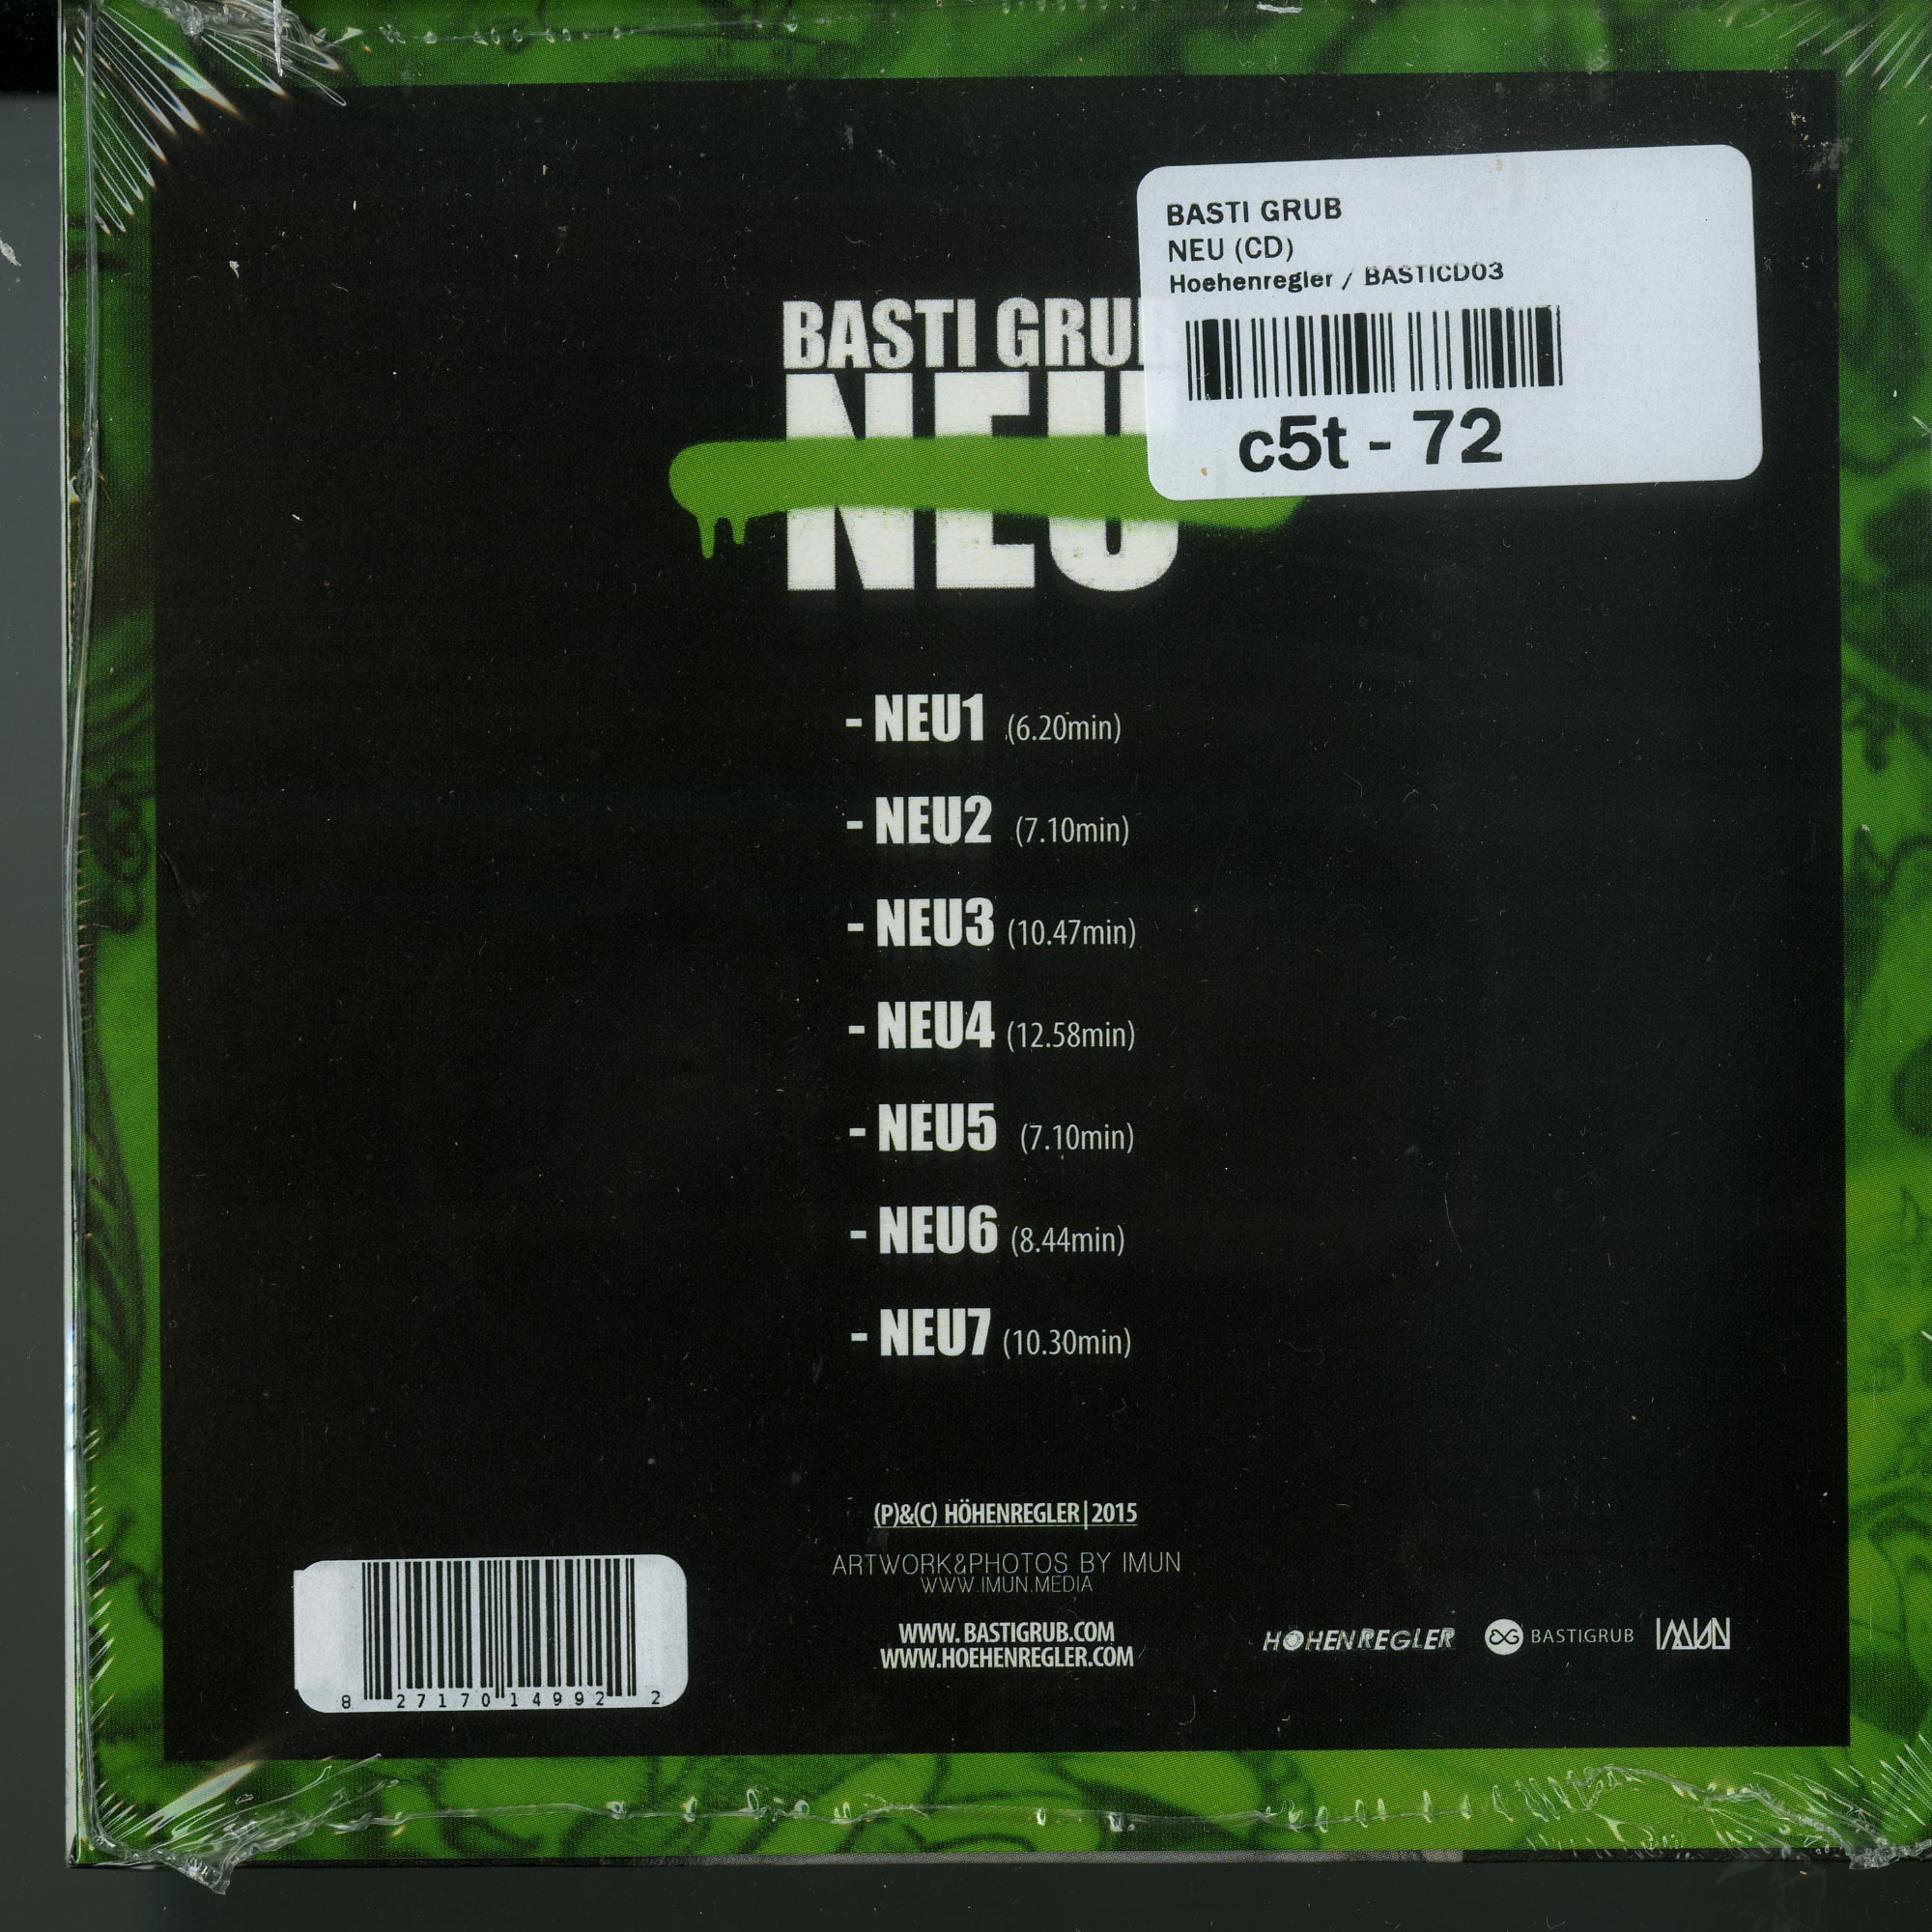 BASTI GRUB
NEU (CD)
Hoehenregler / BASTICD03
c5t - 72
BASTI GRU
NEU
- NEU1 (6.20min)
- NEU2 (7.10min)
- NEU3 (10.47min)
- NEU4 (12.58min)
- NEU5 (7.10min)
- NEU6 (8.44min)
- NEU7 (10.30min)
(P)&(C) HÖHENREGLER|2015
ARTWORK&PHOTOS BY IMUN
WWW.IMUN.MEDIA
WWW. BASTIGRUB.COM
WWW.HOEHENREGLER.COM
HOHENREGLER BASTIGRUB IMUN
8 27170 14992 2